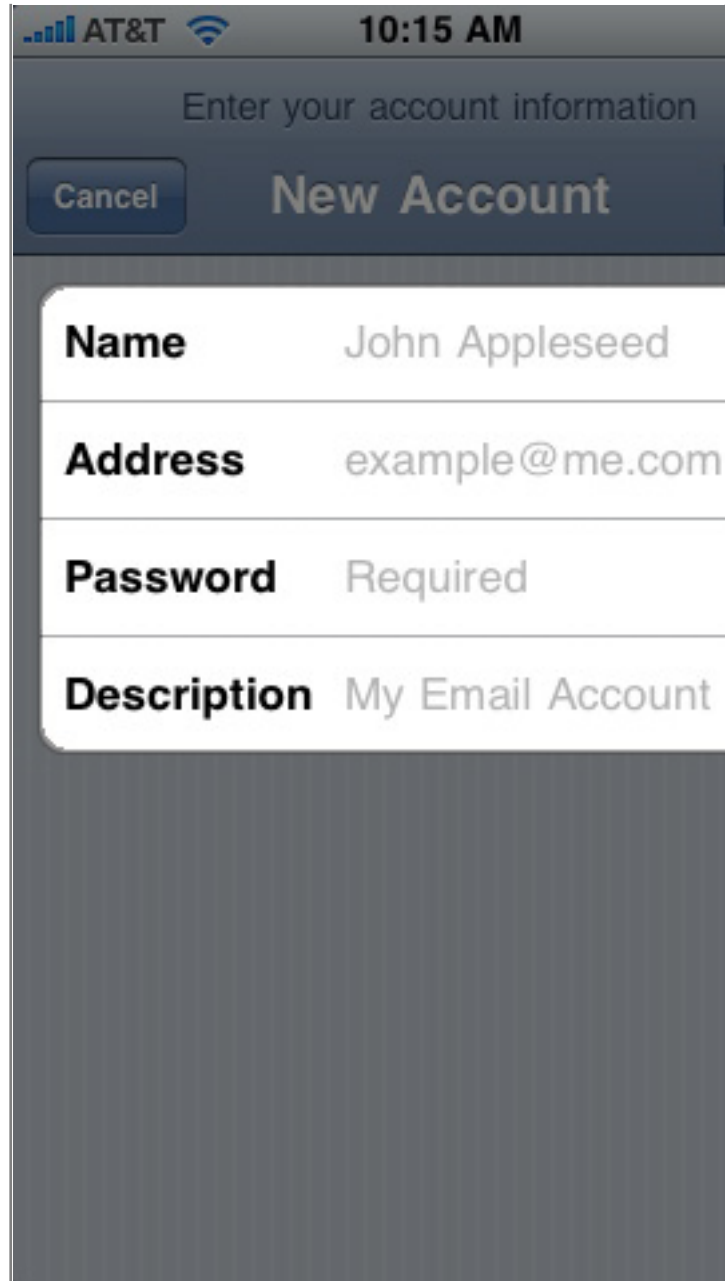 AT&T 10:15 AM
Enter your account information
Cancel New Account
Name John Appleseed
Address example@me.com
Password Required
Description My Email Account